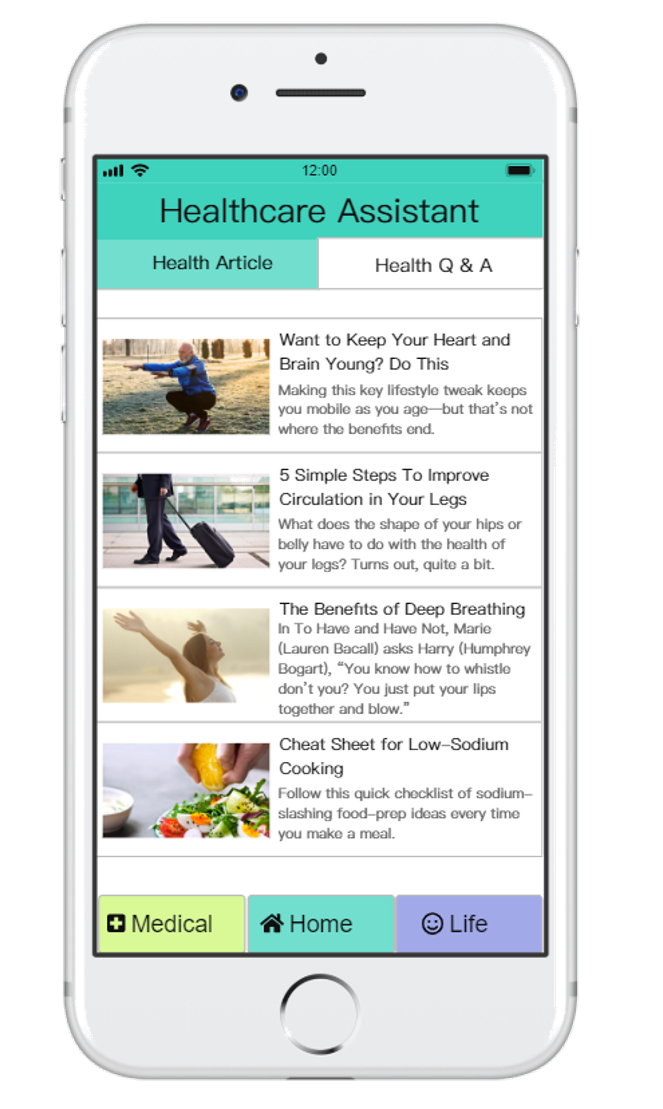 12:00
Healthcare Assistant
Health Article
Health Q & A
Want to Keep Your Heart and
Brain Young? Do This
Making this key lifestyle tweak keeps
you mobile as you age—but that's not
where the benefits end.
5 Simple Steps To Improve
Circulation in Your Legs
What does the shape of your hips or
belly have to do with the health of
your legs? Turns out, quite a bit.
The Benefits of Deep Breathing
In To Have and Have Not, Marie
(Lauren Bacall) asks Harry (Humphrey
Bogart), “You know how to whistle
don't you? You just put your lips
together and blow.”
Cheat Sheet for Low-Sodium
Cooking
Follow this quick checklist of sodium-
slashing food-prep ideas every time
you make a meal.
Medical
Home
Life